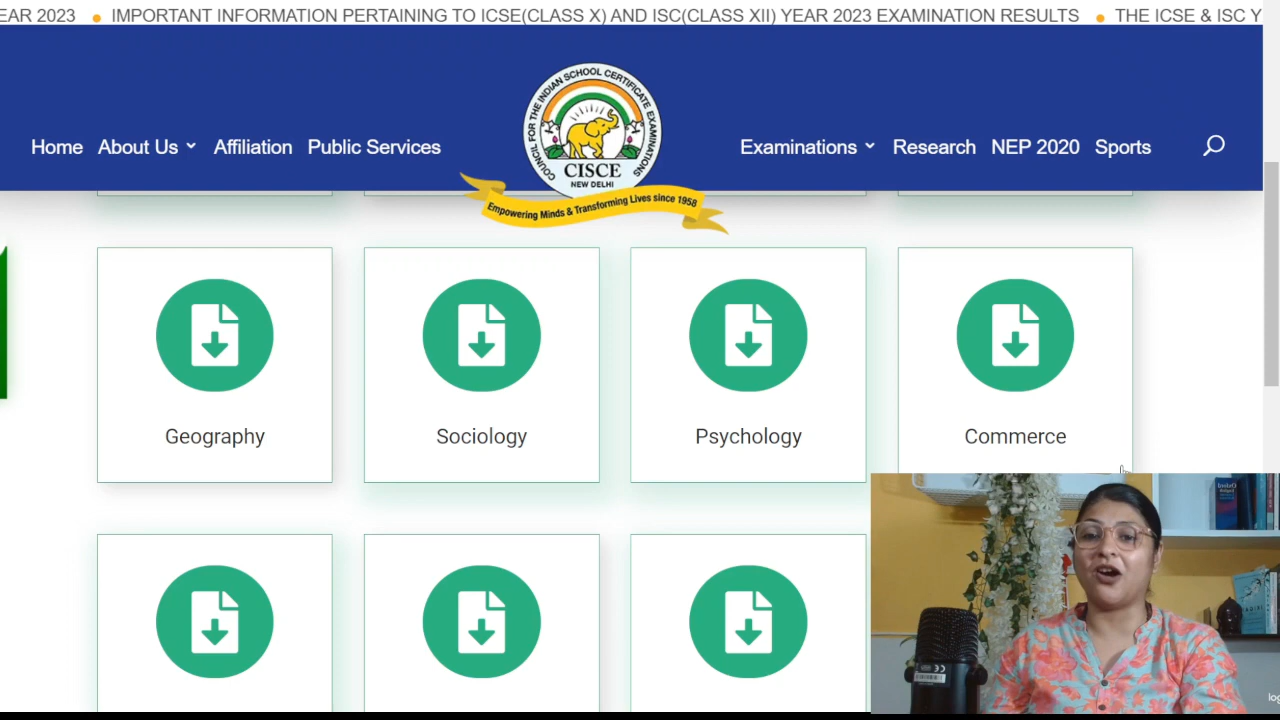 EAR 2023 • IMPORTANT INFORMATION PERTAINING TO ICSE(CLASS X) AND ISC(CLASS XII) YEAR 2023 EXAMINATION RESULTS • THE ICSE & ISC Y
COUNCIL FOR THE INDIAN SCHOOL CERTIFICATE EXAMINATIONS
CISCE
NEW DELHI
Empowering Minds & Transforming Lives since 1958
Home About Us Affiliation Public Services Examinations Research NEP 2020 Sports
Geography Sociology Psychology Commerce